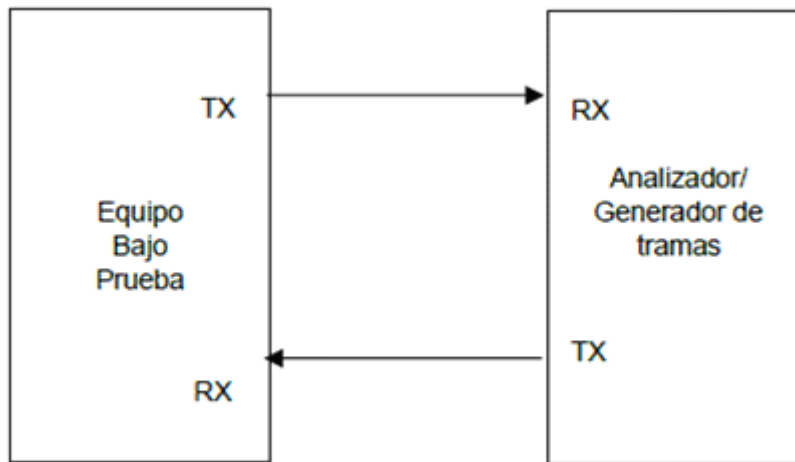 TX
Equipo
Bajo
Prueba
RX
RX
Analizador/
Generador de
tramas
TX